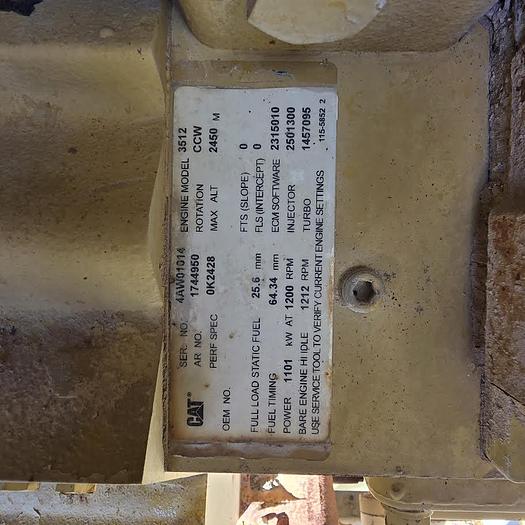 CAT® SER. NO. 4AW01014 ENGINE MODEL 3512
AR NO. 1744950 ROTATION CCW
PERF SPEC 0K2428 MAX ALT 2450 M
OEM NO.
FTS (SLOPE) 0
FULL LOAD STATIC FUEL 25.6 mm FLS (INTERCEPT) 0
FUEL TIMING 64.34 mm ECM SOFTWARE 2315010
POWER 1101 kW AT 1200 RPM INJECTOR 2501300
BARE ENGINE HI IDLE 1212 RPM TURBO 1457095
USE SERVICE TOOL TO VERIFY CURRENT ENGINE SETTINGS 115-5852 2